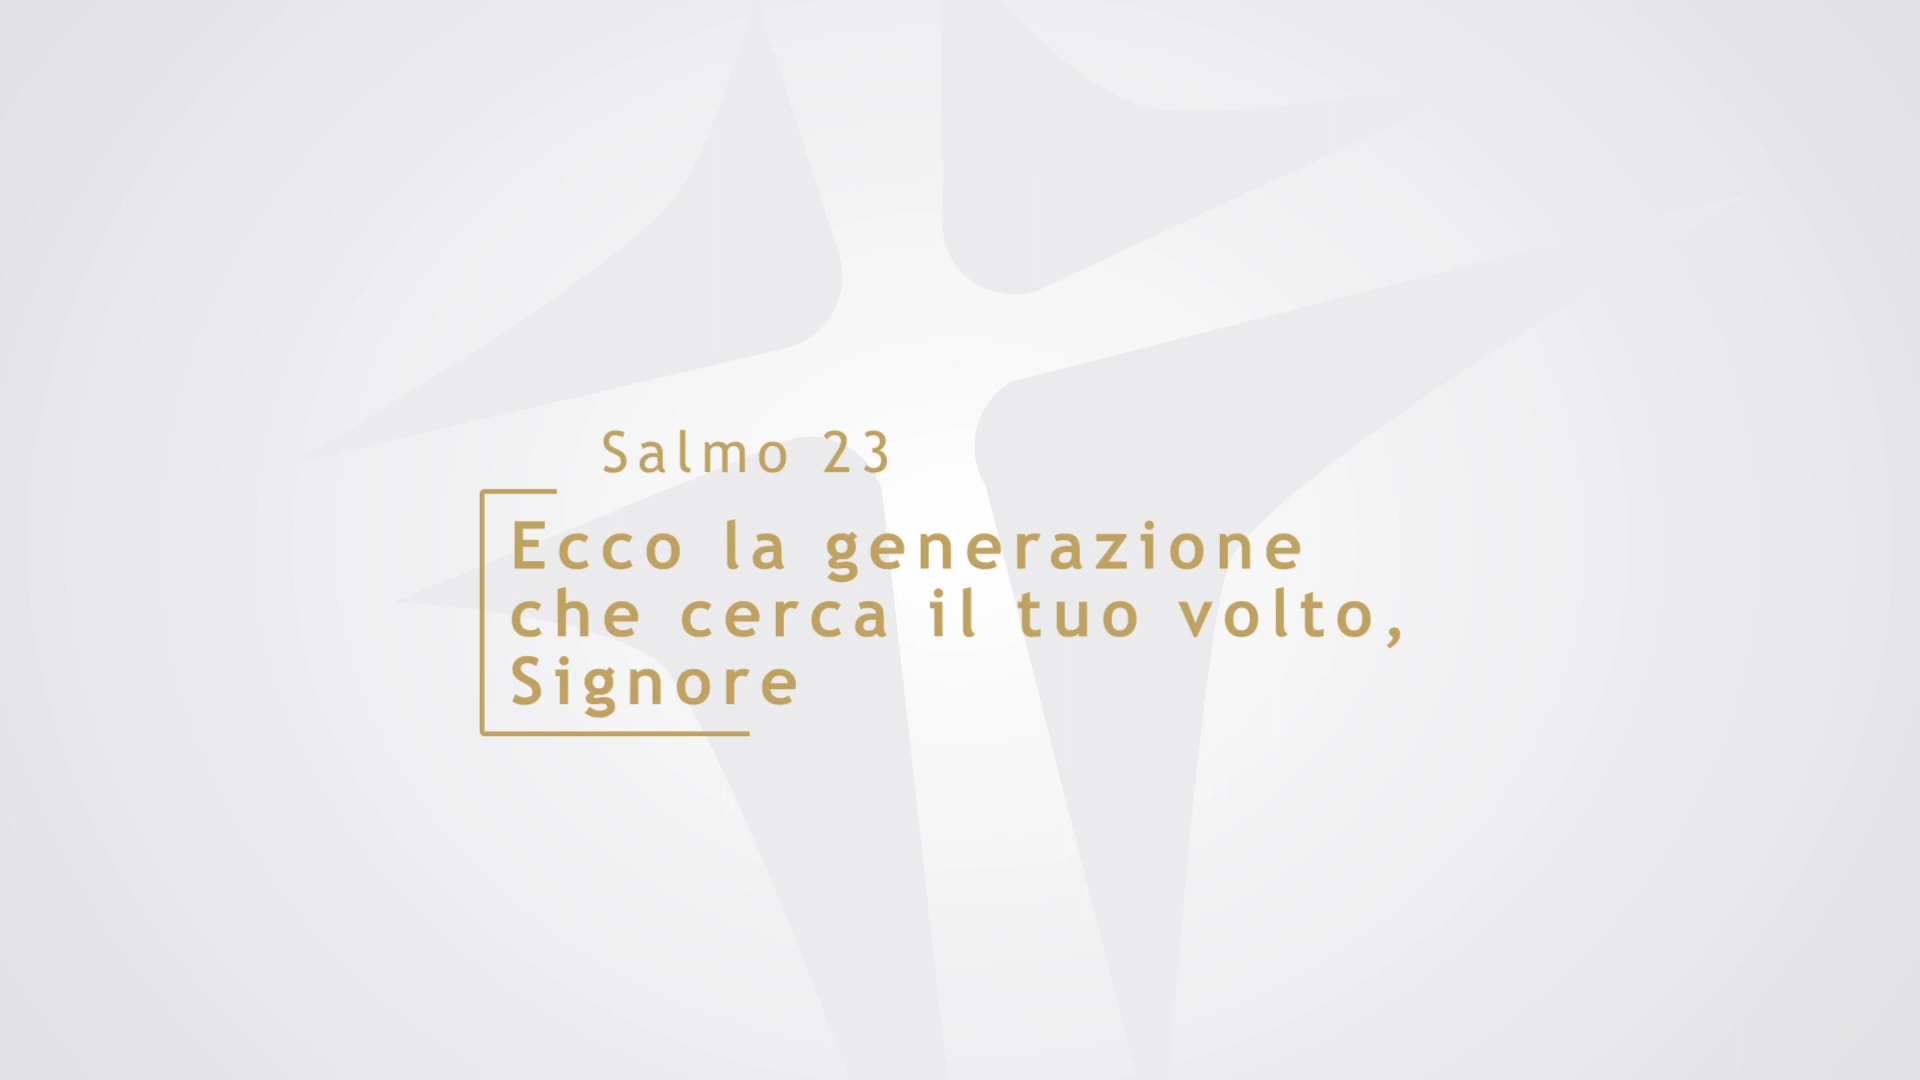 Salmo 23
Ecco la generazione
che cerca il tuo volto,
Signore